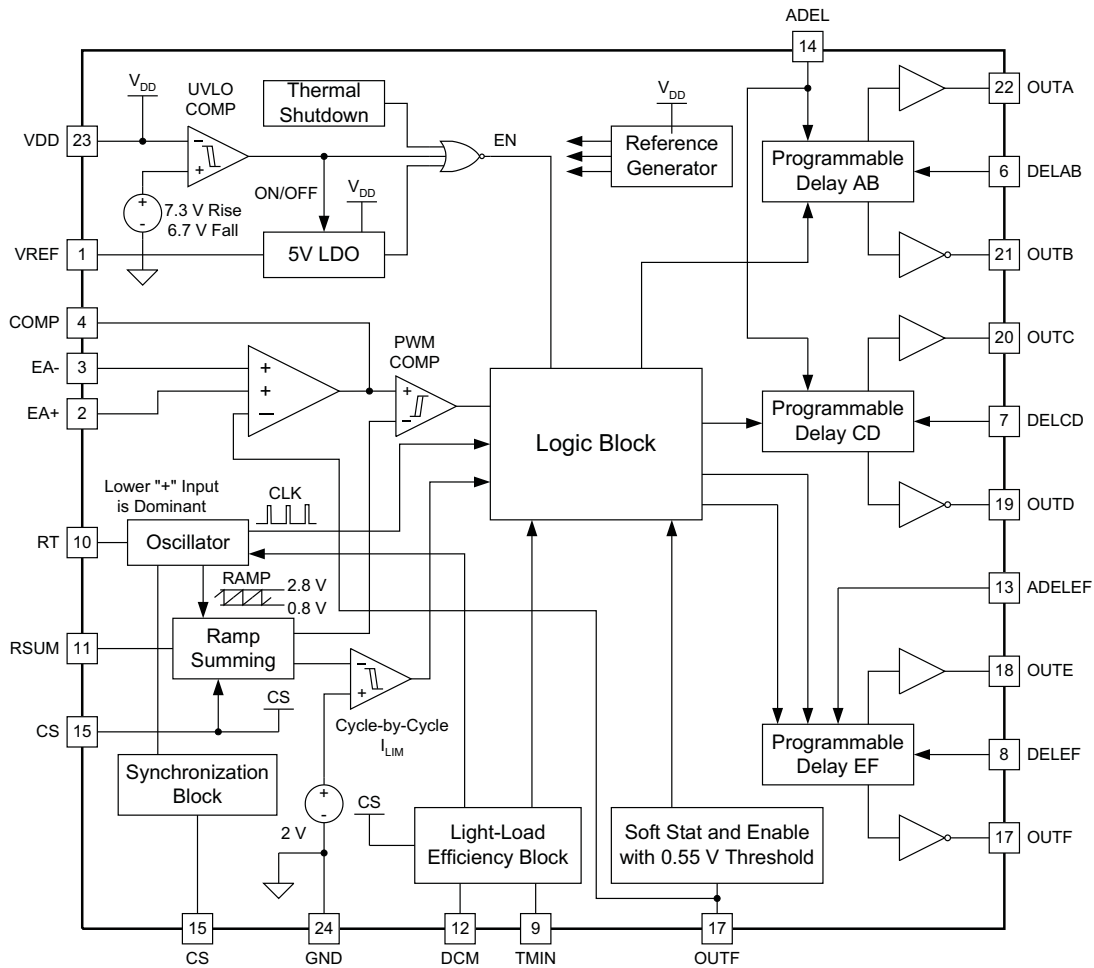 ADEL
14
V_DD
UVLO
COMP
Thermal
Shutdown
VDD
23
EN
V_DD
Reference
Generator
22
OUTA
Programmable
Delay AB
6
DELAB
ON/OFF
V_DD
7.3 V Rise
6.7 V Fall
5V LDO
VREF
1
21
OUTB
COMP
4
PWM
COMP
20
OUTC
EA-
3
EA+
2
+
+
−
+
−
Logic Block
Programmable
Delay CD
7
DELCD
Lower "+" Input
is Dominant
CLK
19
OUTD
RT
10
Oscillator
RAMP
2.8 V
0.8 V
13
ADELEF
RSUM
11
Ramp
Summing
18
OUTE
CS
15
CS
Cycle-by-Cycle
I_LIM
Programmable
Delay EF
8
DELEF
Synchronization
Block
2 V
CS
Light-Load
Efficiency Block
Soft Stat and Enable
with 0.55 V Threshold
17
OUTF
15
CS
24
GND
12
DCM
9
TMIN
17
OUTF